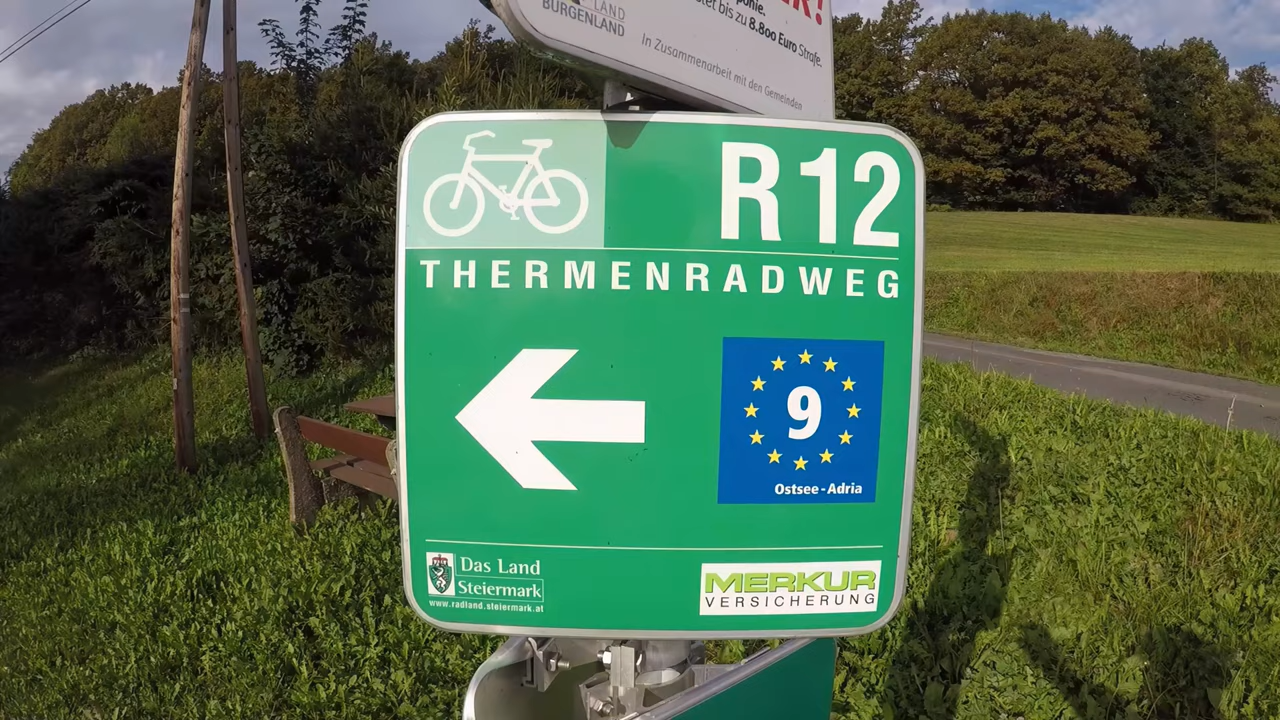 LAND
BURGENLAND
bis zu 8.800 Euro Strafe.
In Zusammenarbeit mit den Gemeinden
R12
THERMENRADWEG
9
Ostsee-Adria
Das Land
Steiermark
www.radland.steiermark.at
MERKUR
VERSICHERUNG